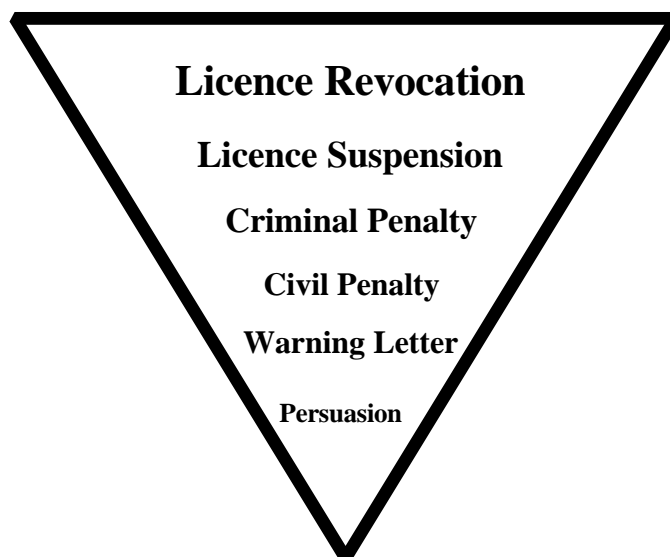 Licence Revocation
Licence Suspension
Criminal Penalty
Civil Penalty
Warning Letter
Persuasion